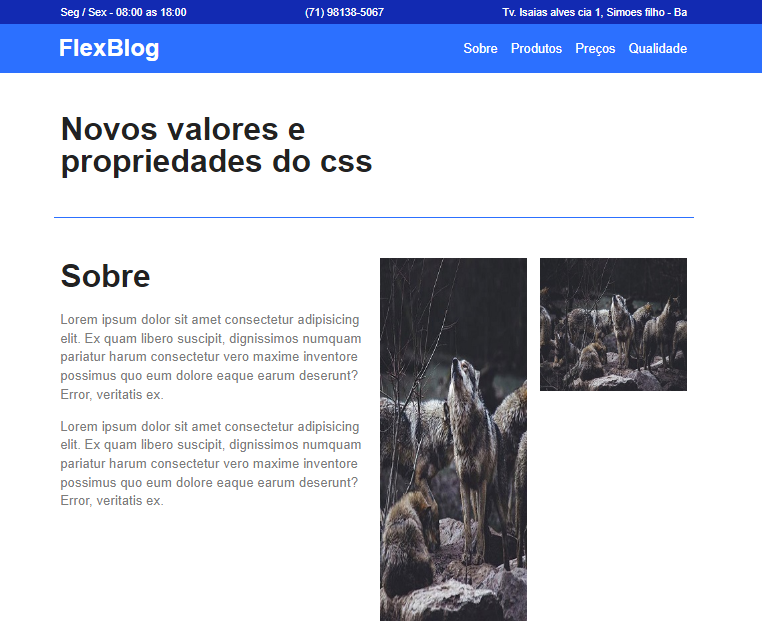 Seg / Sex - 08:00 as 18:00
(71) 98138-5067
Tv. Isaias alves cia 1, Simoes filho - Ba
FlexBlog
Sobre Produtos Preços Qualidade
Novos valores e
propriedades do css
Sobre
Lorem ipsum dolor sit amet consectetur adipisicing
elit. Ex quam libero suscipit, dignissimos numquam
pariatur harum consectetur vero maxime inventore
possimus quo eum dolore eaque earum deserunt?
Error, veritatis ex.
Lorem ipsum dolor sit amet consectetur adipisicing
elit. Ex quam libero suscipit, dignissimos numquam
pariatur harum consectetur vero maxime inventore
possimus quo eum dolore eaque earum deserunt?
Error, veritatis ex.